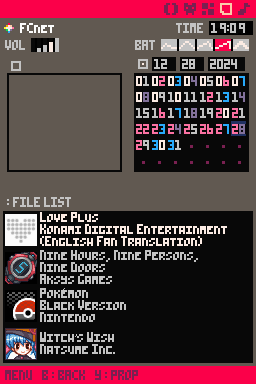 FCnet
TIME 19:09
VOL
BAT
12 28 2024
01 02 03 04 05 06 07
08 09 10 11 12 13 14
15 16 17 18 19 20 21
22 23 24 25 26 27 28
29 30 31
:FILE LIST
Love Plus
Konami Digital Entertainment
(English Fan Translation)
Nine Hours, Nine Persons,
Nine Doors
Aksys Games
Pokémon
Black Version
Nintendo
Witch's Wish
Natsume Inc.
MENU B:BACK Y:PROP